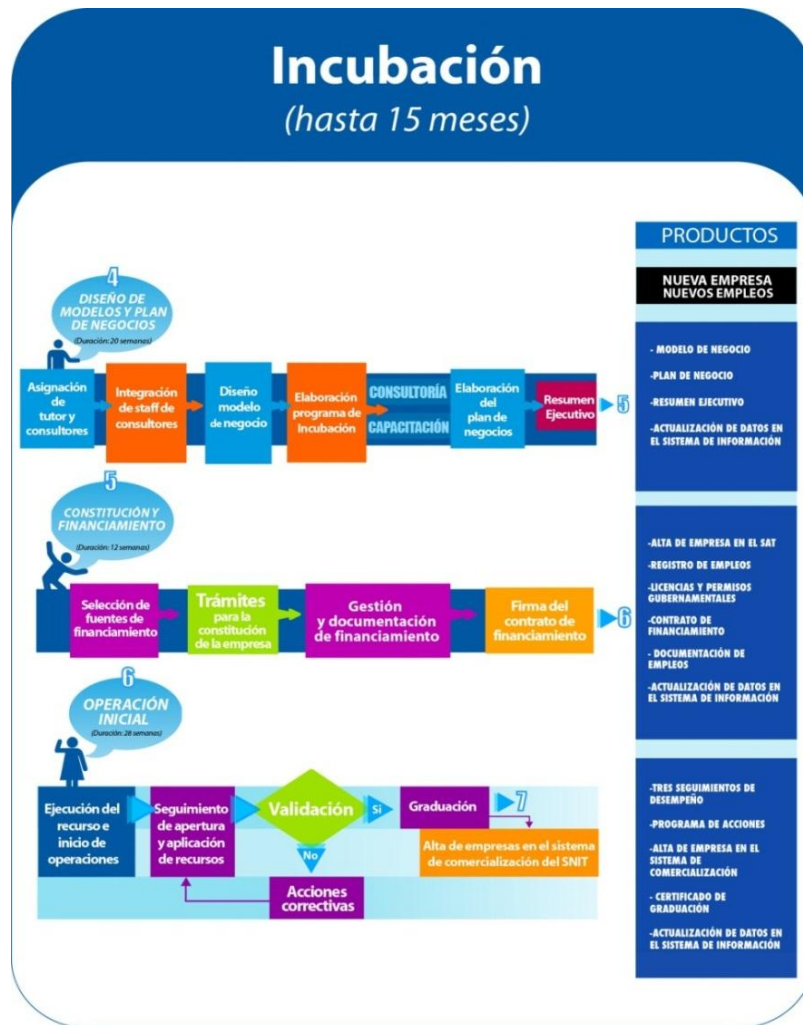 Incubación
(hasta 15 meses)
4
DISEÑO DE
MODELOS Y PLAN
DE NEGOCIOS
(Duración: 20 semanas)
Asignación
de
tutor y
consultores
Integración
de staff de
consultores
Diseño
modelo
de negocio
Elaboración
programa de
Incubación
CONSULTORÍA
CAPACITACIÓN
Elaboración
del
plan de
negocios
Resumen
Ejecutivo
5
5
CONSTITUCIÓN Y
FINANCIAMIENTO
(Duración: 12 semanas)
Selección de
fuentes de
financiamiento
Trámites
para la
constitución
de la empresa
Gestión
y documentación
de financiamiento
Firma del
contrato de
financiamiento
6
6
OPERACIÓN
INICIAL
(Duración: 28 semanas)
Ejecución del
recurso e
inicio de
operaciones
Seguimiento
de apertura
y aplicación
de recursos
Validación
Sí
No
Graduación
7
Alta de empresas en el sistema
de comercialización del SNIT
Acciones
correctivas
PRODUCTOS
NUEVA EMPRESA
NUEVOS EMPLEOS
- MODELO DE NEGOCIO
-PLAN DE NEGOCIO
-RESUMEN EJECUTIVO
-ACTUALIZACIÓN DE DATOS EN
EL SISTEMA DE INFORMACIÓN
-ALTA DE EMPRESA EN EL SAT
-REGISTRO DE EMPLEOS
-LICENCIAS Y PERMISOS
GUBERNAMENTALES
-CONTRATO DE
FINANCIAMIENTO
- DOCUMENTACIÓN DE
EMPLEOS
-ACTUALIZACIÓN DE DATOS EN
EL SISTEMA DE INFORMACIÓN
-TRES SEGUIMIENTOS DE
DESEMPEÑO
-PROGRAMA DE ACCIONES
-ALTA DE EMPRESA EN EL
SISTEMA DE
COMERCIALIZACIÓN
- CERTIFICADO DE
GRADUACIÓN
-ACTUALIZACIÓN DE DATOS EN
EL SISTEMA DE INFORMACIÓN